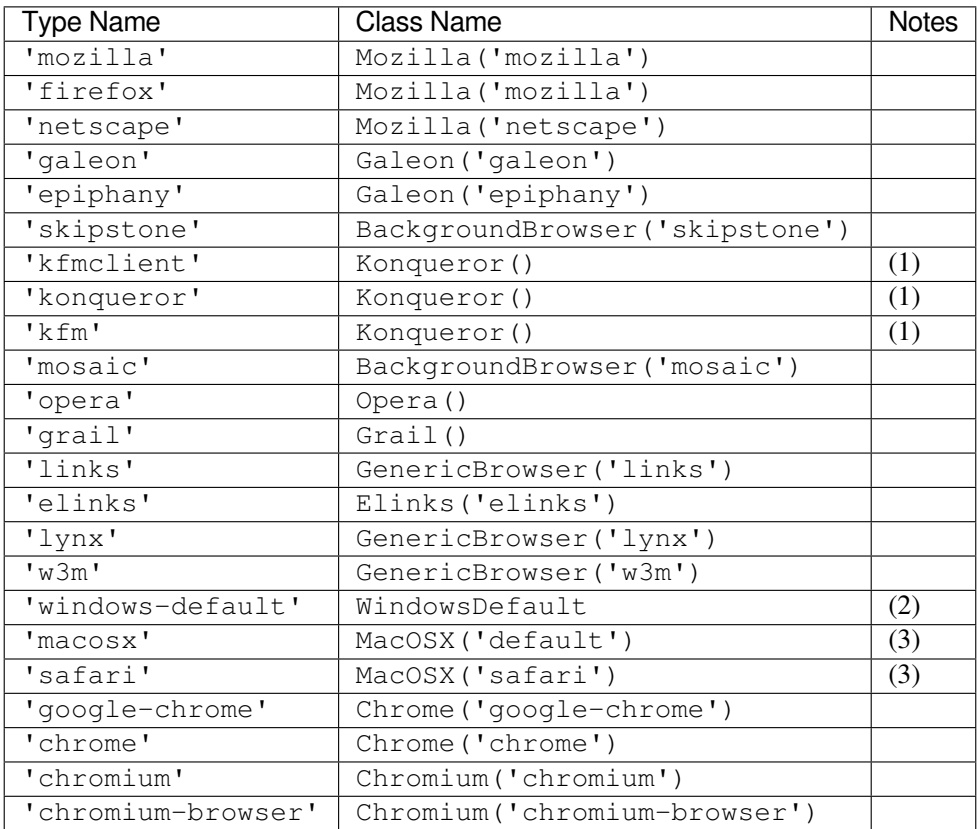 Type Name Class Name Notes
'mozilla' Mozilla('mozilla')
'firefox' Mozilla('mozilla')
'netscape' Mozilla('netscape')
'galeon' Galeon('galeon')
'epiphany' Galeon('epiphany')
'skipstone' BackgroundBrowser('skipstone')
'kfmclient' Konqueror() (1)
'konqueror' Konqueror() (1)
'kfm' Konqueror() (1)
'mosaic' BackgroundBrowser('mosaic')
'opera' Opera()
'grail' Grail()
'links' GenericBrowser('links')
'elinks' Elinks('elinks')
'lynx' GenericBrowser('lynx')
'w3m' GenericBrowser('w3m')
'windows-default' WindowsDefault (2)
'macosx' MacOSX('default') (3)
'safari' MacOSX('safari') (3)
'google-chrome' Chrome('google-chrome')
'chrome' Chrome('chrome')
'chromium' Chromium('chromium')
'chromium-browser' Chromium('chromium-browser')